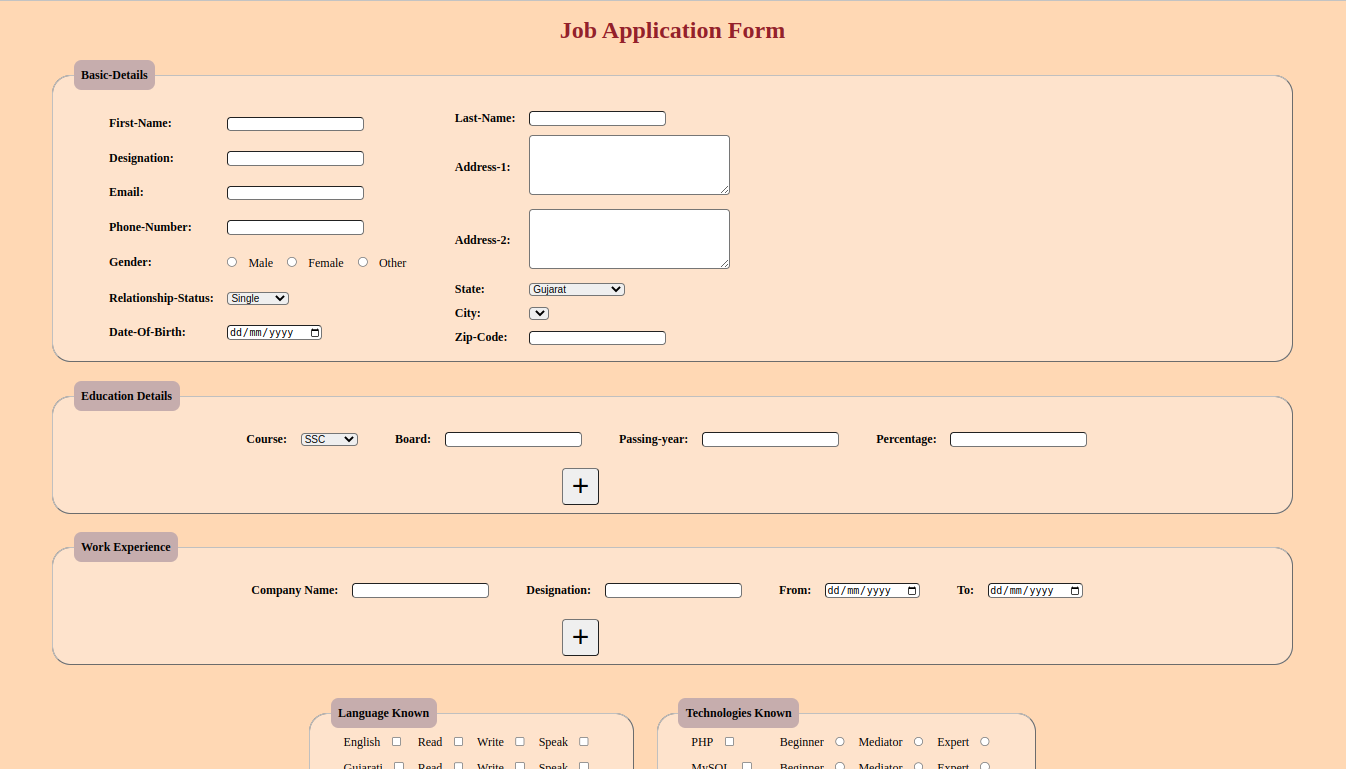 Job Application Form
Basic-Details
First-Name:
Designation:
Email:
Phone-Number:
Gender: Male Female Other
Relationship-Status: Single
Date-Of-Birth: dd/mm/yyyy
Last-Name:
Address-1:
Address-2:
State: Gujarat
City:
Zip-Code:
Education Details
Course: SSC Board: Passing-year: Percentage:
+
Work Experience
Company Name: Designation: From: dd/mm/yyyy To: dd/mm/yyyy
+
Language Known
English Read Write Speak
Gujarati Read Write Speak
Technologies Known
PHP Beginner Mediator Expert
MySQL Beginner Mediator Expert